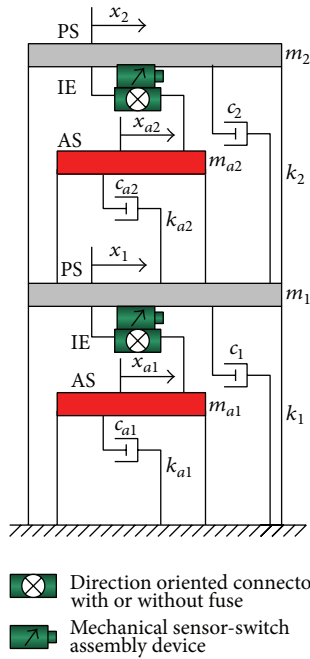 x2
PS
m2
IE
c2
xa2
AS
ma2
ca2
k2
ka2
x1
PS
m1
IE
c1
xa1
AS
ma1
k1
ca1
ka1
Direction oriented connecto
with or without fuse
Mechanical sensor-switch
assembly device